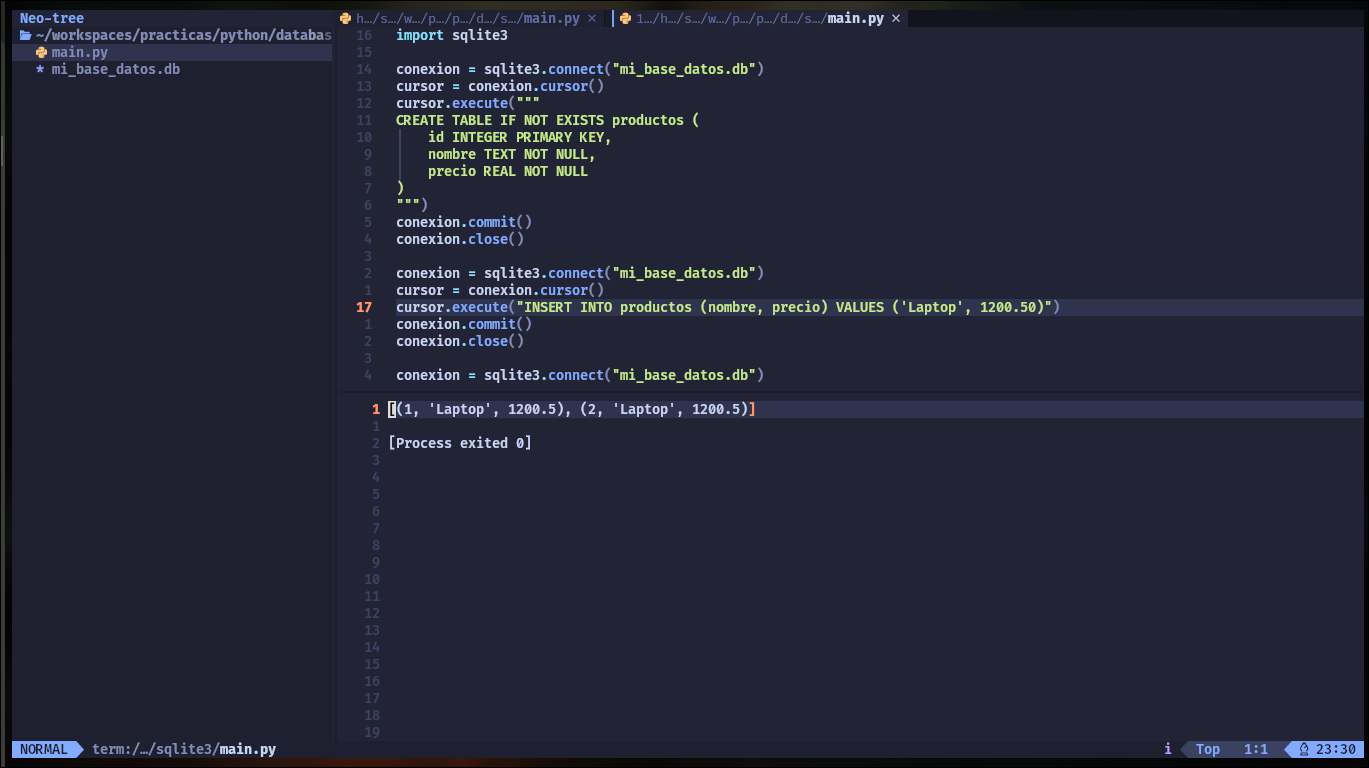 Neo-tree
~/workspaces/practicas/python/databas
main.py
* mi_base_datos.db
h…/s…/w…/p…/p…/d…/s…/main.py ×
1…/h…/s…/w…/p…/p…/d…/s…/main.py ×
16 import sqlite3
15
14 conexion = sqlite3.connect("mi_base_datos.db")
13 cursor = conexion.cursor()
12 cursor.execute("""
11 CREATE TABLE IF NOT EXISTS productos (
10     id INTEGER PRIMARY KEY,
9     nombre TEXT NOT NULL,
8     precio REAL NOT NULL
7 )
6 """)
5 conexion.commit()
4 conexion.close()
3
2 conexion = sqlite3.connect("mi_base_datos.db")
1 cursor = conexion.cursor()
17 cursor.execute("INSERT INTO productos (nombre, precio) VALUES ('Laptop', 1200.50)")
1 conexion.commit()
2 conexion.close()
3
4 conexion = sqlite3.connect("mi_base_datos.db")
1 [(1, 'Laptop', 1200.5), (2, 'Laptop', 1200.5)]
1
2 [Process exited 0]
3
4
5
6
7
8
9
10
11
12
13
14
15
16
17
18
19
NORMAL term:/…/sqlite3/main.py i Top 1:1 23:30